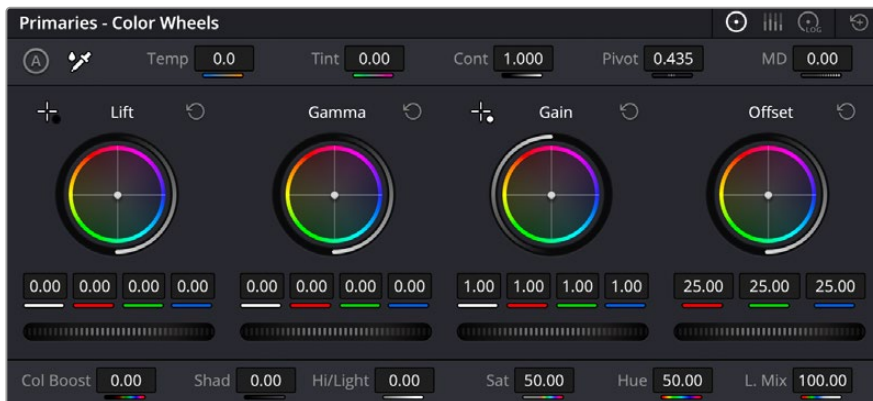 Primaries - Color Wheels
LOG
A Temp 0.0 Tint 0.00 Cont 1.000 Pivot 0.435 MD 0.00
Lift Gamma Gain Offset
0.00 0.00 0.00 0.00 0.00 0.00 0.00 0.00 1.00 1.00 1.00 1.00 25.00 25.00 25.00
Col Boost 0.00 Shad 0.00 Hi/Light 0.00 Sat 50.00 Hue 50.00 L. Mix 100.00